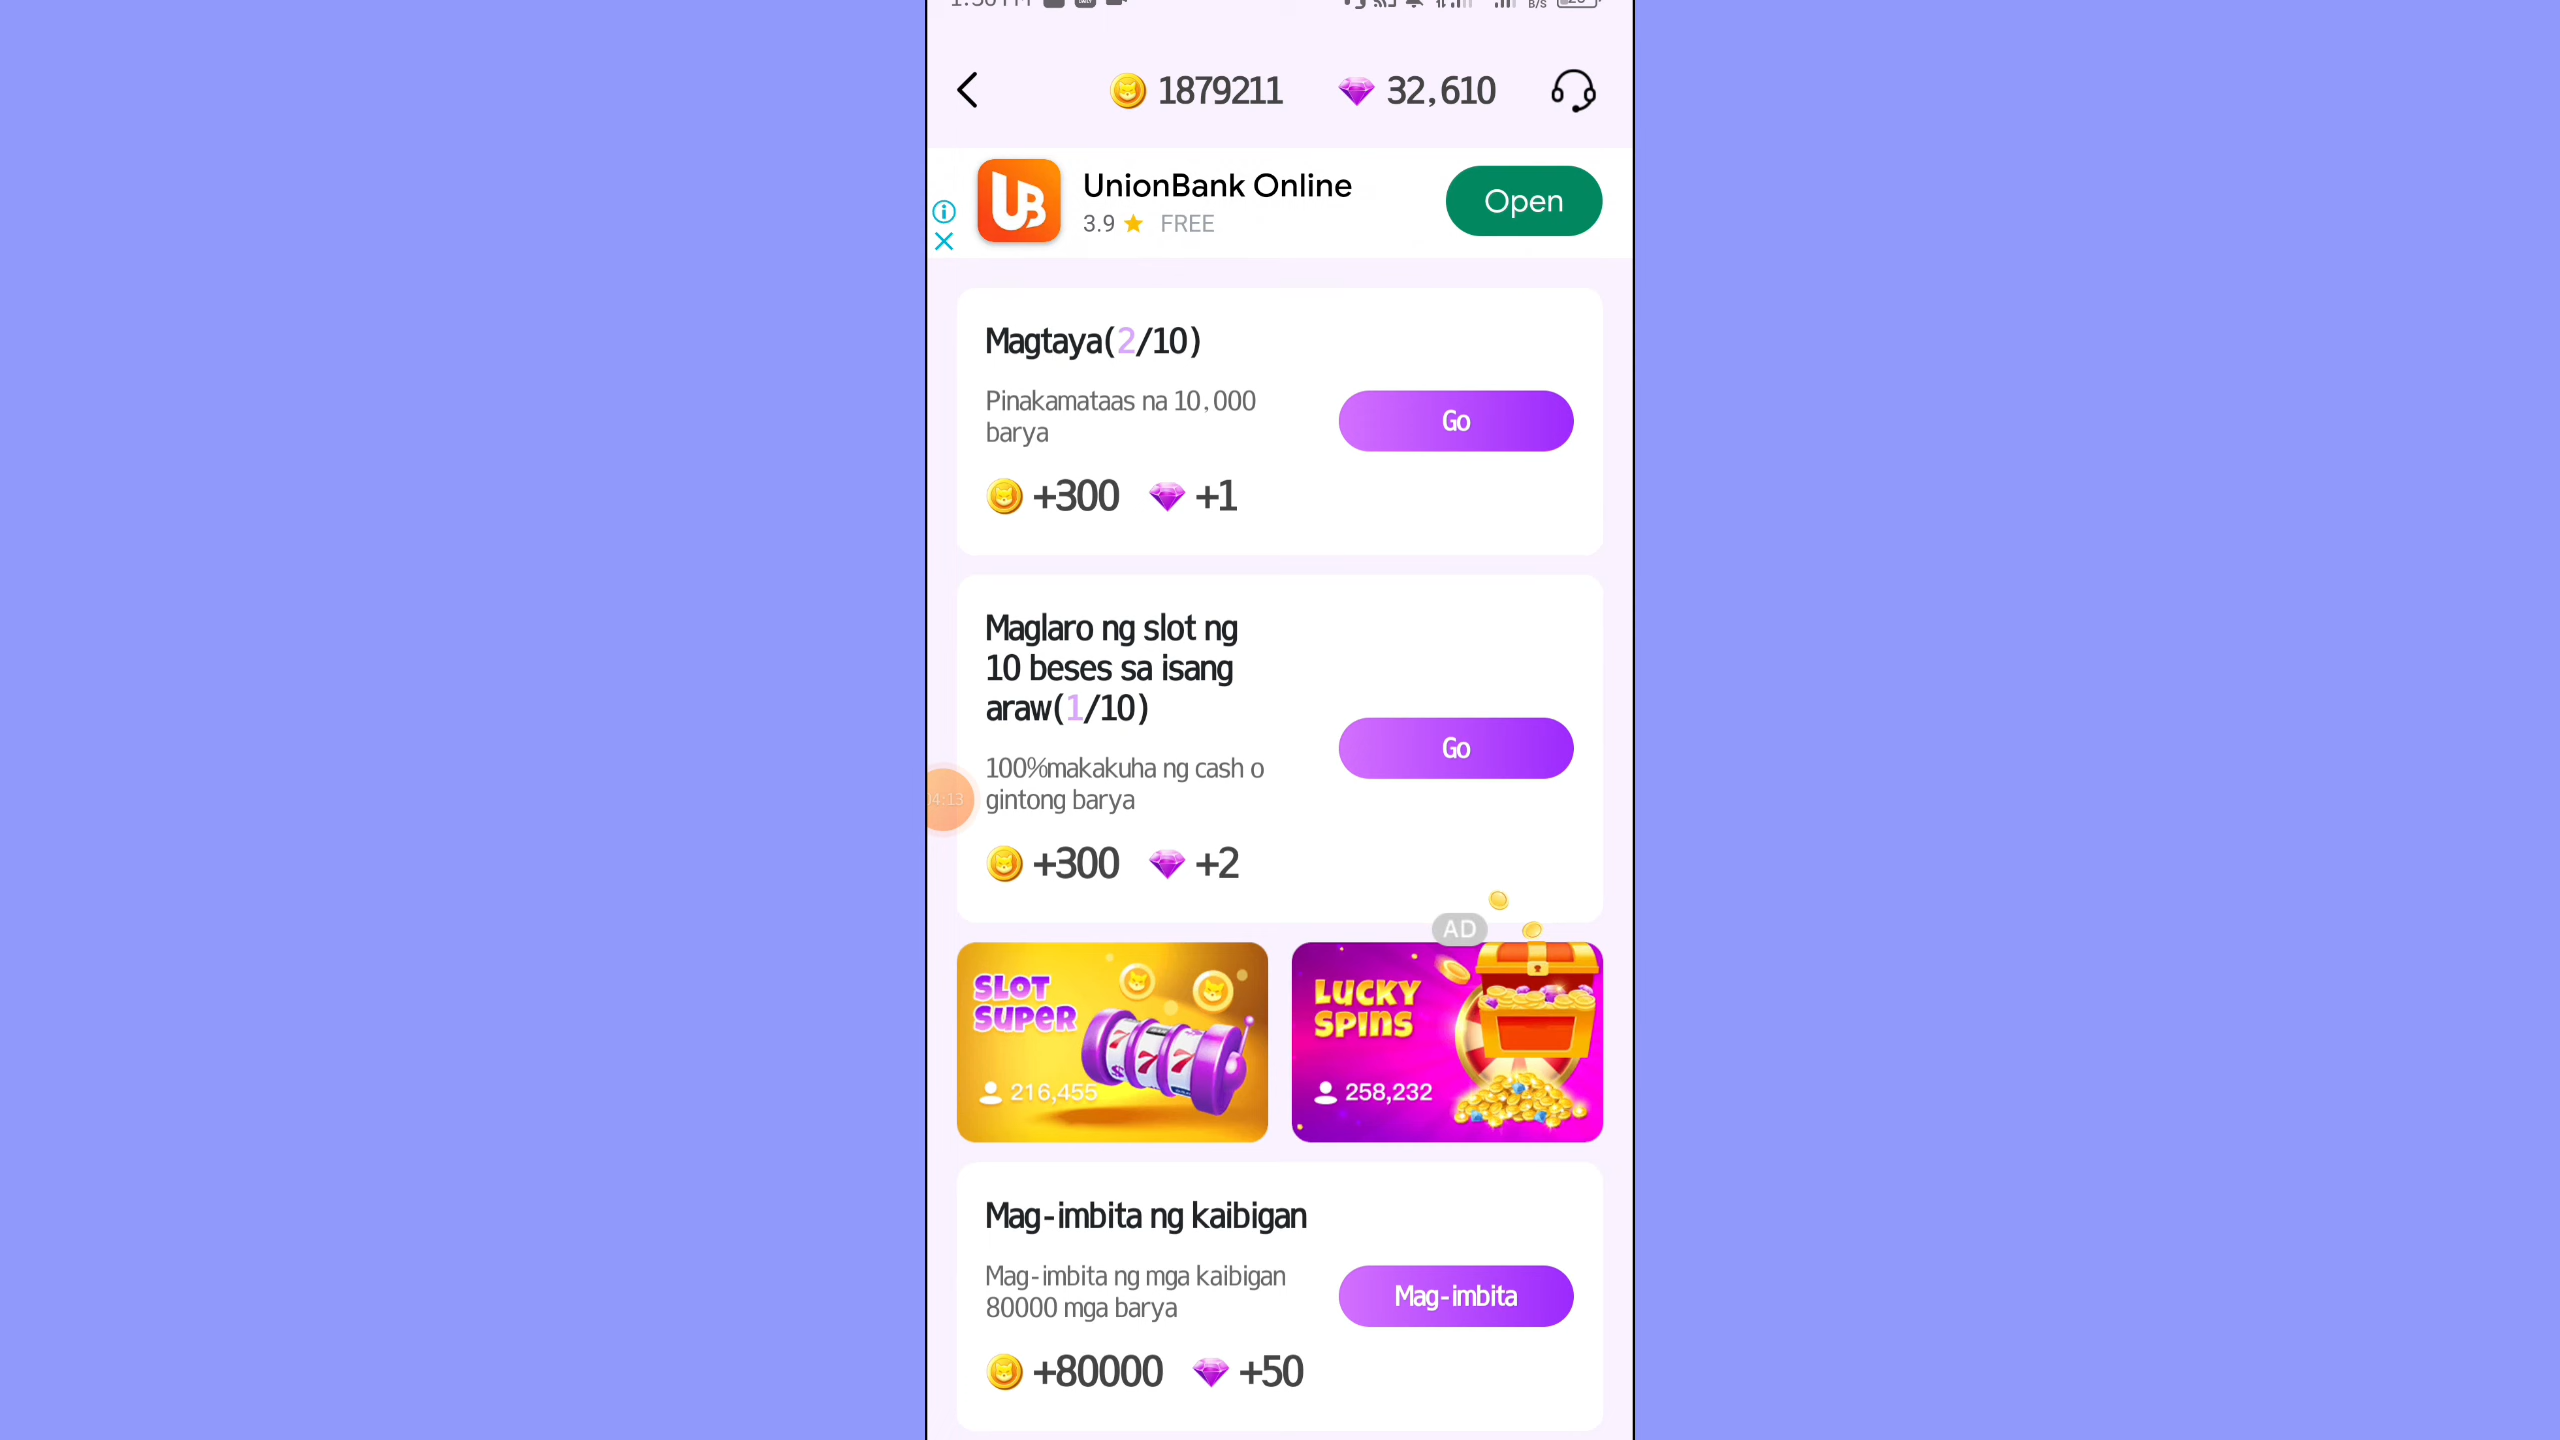 1879211 32,610
UnionBank Online
3.9 FREE
Open
Magtaya(2/10)
Pinakamataas na 10,000
barya
Go
+300 +1
Maglaro ng slot ng
10 beses sa isang
araw(1/10)
100%makakuha ng cash o
gintong barya
Go
04:13
+300 +2
AD
SLOT
SUPER
216,455
LUCKY
SPINS
258,232
Mag-imbita ng kaibigan
Mag-imbita ng mga kaibigan
80000 mga barya
Mag-imbita
+80000 +50